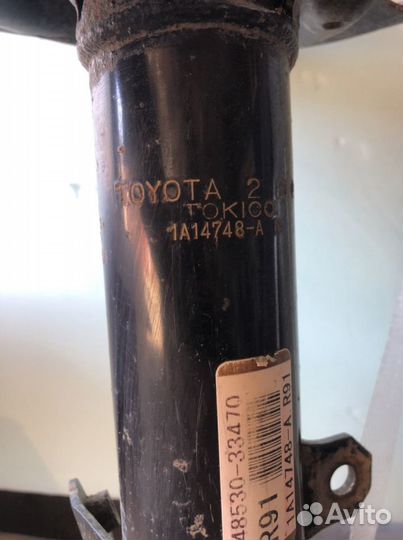 TOYOTA 2
TOKICO
1A14748-A
48530-33470
R91
1A14748-A R91
Avito